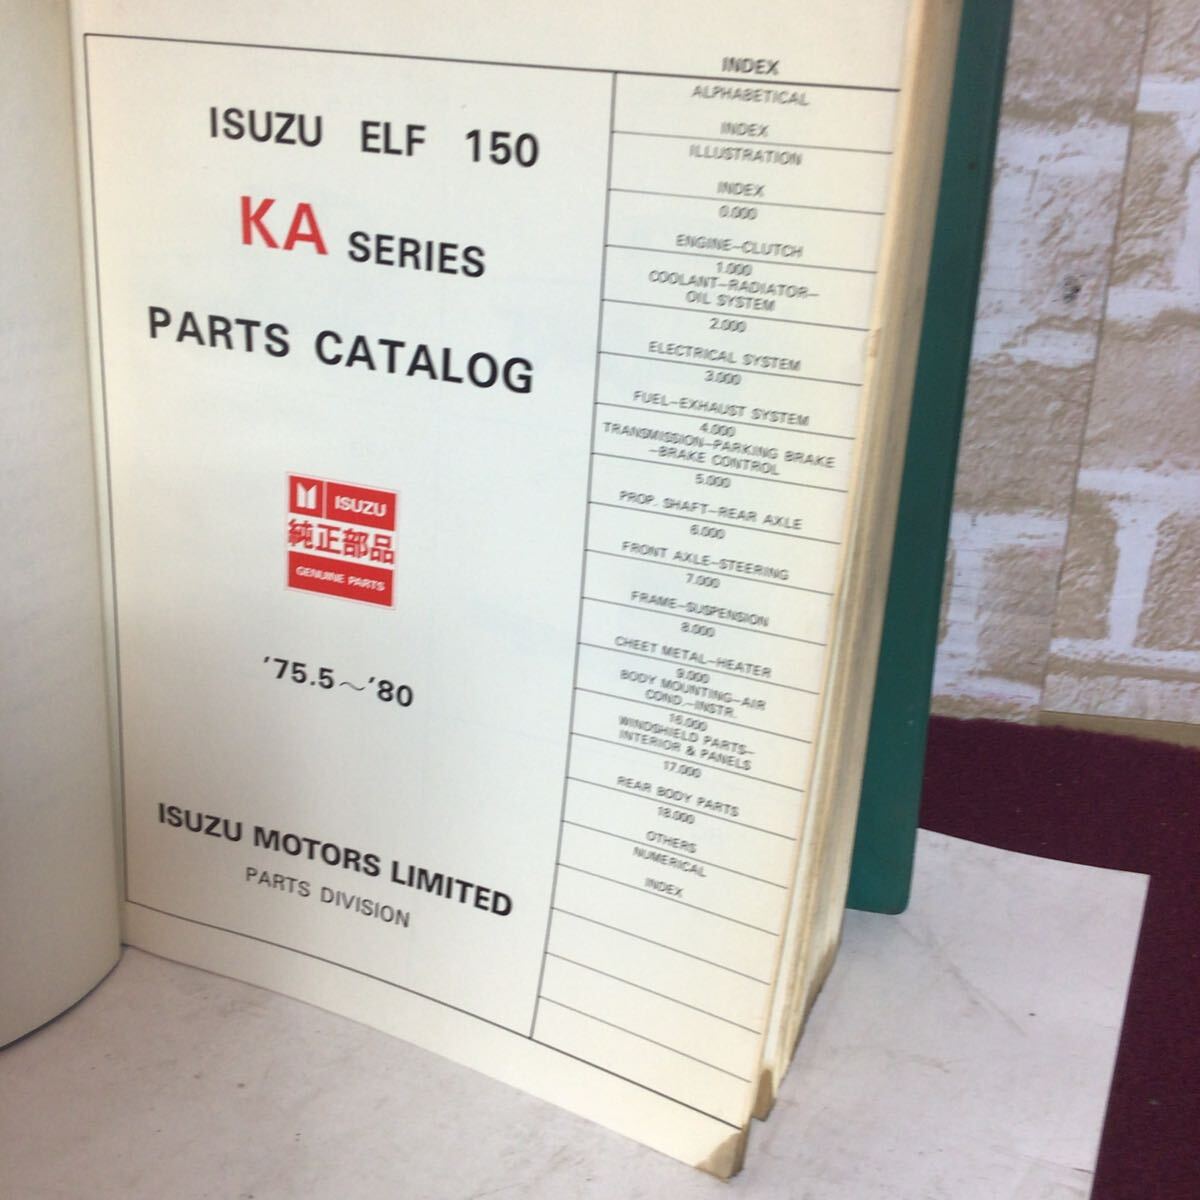 ISUZU ELF 150
KA SERIES
PARTS CATALOG
ISUZU
純正部品
GENUINE PARTS
'75.5～'80
ISUZU MOTORS LIMITED
PARTS DIVISION
INDEX
ALPHABETICAL
INDEX
ILLUSTRATION
INDEX
0.000
ENGINE-CLUTCH
1.000
COOLANT-RADIATOR-
OIL SYSTEM
2.000
ELECTRICAL SYSTEM
3.000
FUEL-EXHAUST SYSTEM
4.000
TRANSMISSION-PARKING BRAKE
-BRAKE CONTROL
5.000
PROP. SHAFT-REAR AXLE
6.000
FRONT AXLE-STEERING
7.000
FRAME-SUSPENSION
8.000
CHEET METAL-HEATER
9.000
BODY MOUNTING-AIR
COND.-INSTR.
16.000
WINDSHIELD PARTS-
INTERIOR & PANELS
17.000
REAR BODY PARTS
18.000
OTHERS
NUMERICAL
INDEX